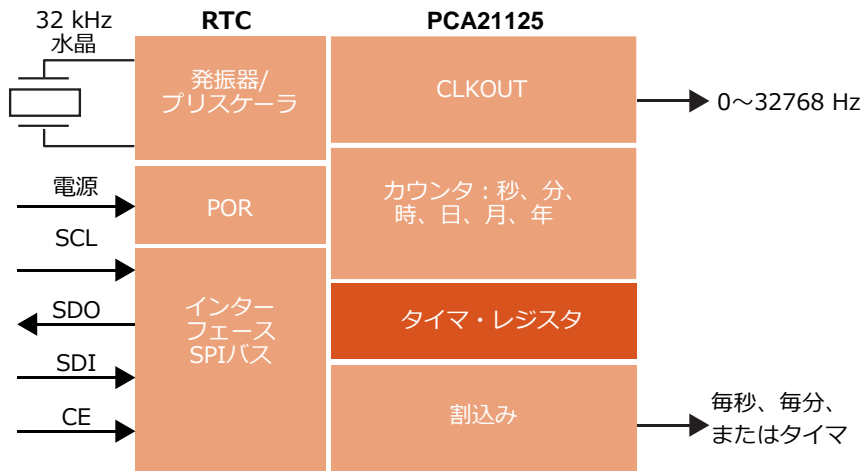 32 kHz
水晶
RTC
PCA21125
発振器/
プリスケーラ
CLKOUT
0～32768 Hz
電源
POR
カウンタ：秒、分、
時、日、月、年
SCL
SDO
インター
フェース
SPIバス
タイマ・レジスタ
SDI
CE
割込み
毎秒、毎分、
またはタイマ